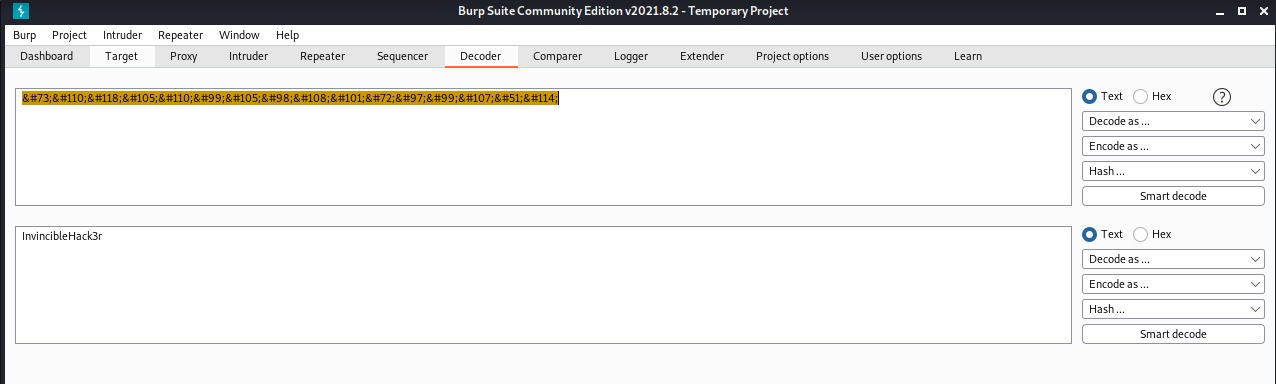 Burp Suite Community Edition v2021.8.2 - Temporary Project
Burp Project Intruder Repeater Window Help
Dashboard Target Proxy Intruder Repeater Sequencer Decoder Comparer Logger Extender Project options User options Learn
&#73;&#110;&#118;&#105;&#110;&#99;&#105;&#98;&#108;&#101;&#72;&#97;&#99;&#107;&#51;&#114;
Text Hex ?
Decode as ...
Encode as ...
Hash ...
Smart decode
InvincibleHack3r
Text Hex
Decode as ...
Encode as ...
Hash ...
Smart decode